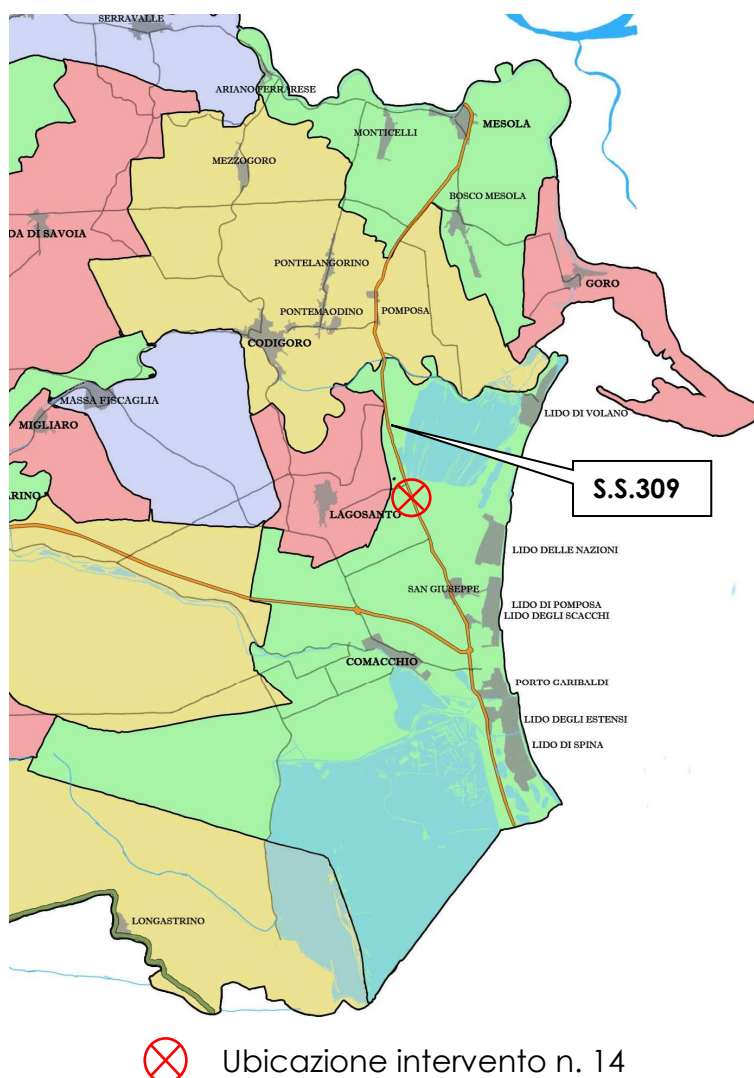 SERRAVALLE
ARIANO FERRARESE
MONTICELLI
MESOLA
MEZZOGORO
BOSCO MESOLA
DA DI SAVOIA
PONTELANGORINO
GORO
PONTEMAODINO
POMPOSA
CODIGORO
MASSA FISCAGLIA
LIDO DI VOLANO
MIGLIARO
S.S.309
ARINO
LAGOSANTO
LIDO DELLE NAZIONI
SAN GIUSEPPE
LIDO DI POMPOSA
LIDO DEGLI SCACCHI
COMACCHIO
PORTO GARIBALDI
LIDO DEGLI ESTENSI
LIDO DI SPINA
LONGASTRINO
Ubicazione intervento n. 14